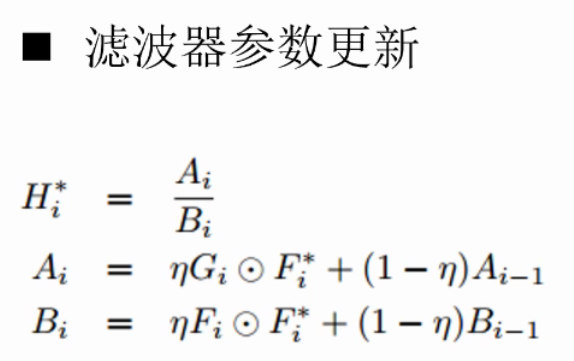 ■ 滤波器参数更新
H_i^* = \frac{A_i}{B_i}
A_i = ηG_i ⊙ F_i^* + (1 − η)A_{i−1}
B_i = ηF_i ⊙ F_i^* + (1 − η)B_{i−1}